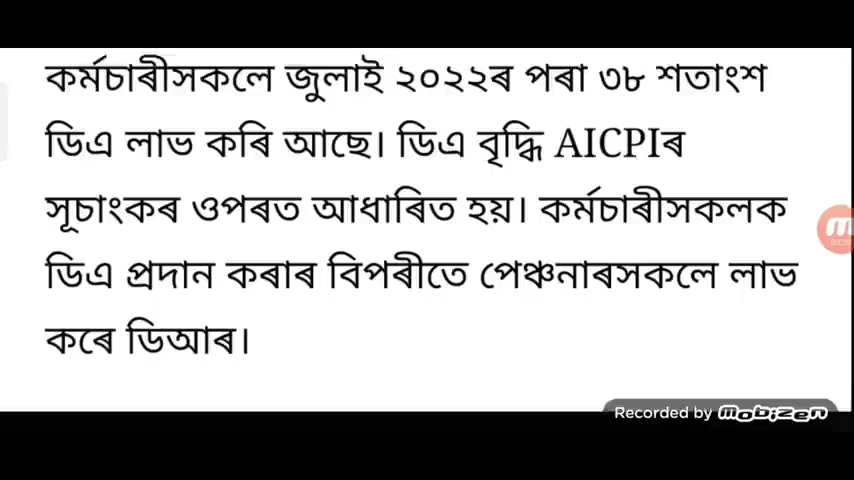 কৰ্মচাৰীসকলে জুলাই ২০২২ৰ পৰা ৩৮ শতাংশ
ডিএ লাভ কৰি আছে। ডিএ বৃদ্ধি AICPIৰ
সূচাংকৰ ওপৰত আধাৰিত হয়। কৰ্মচাৰীসকলক
ডিএ প্ৰদান কৰাৰ বিপৰীতে পেঞ্চনাৰসকলে লাভ
কৰে ডিআৰ।
Recorded by Mobizen